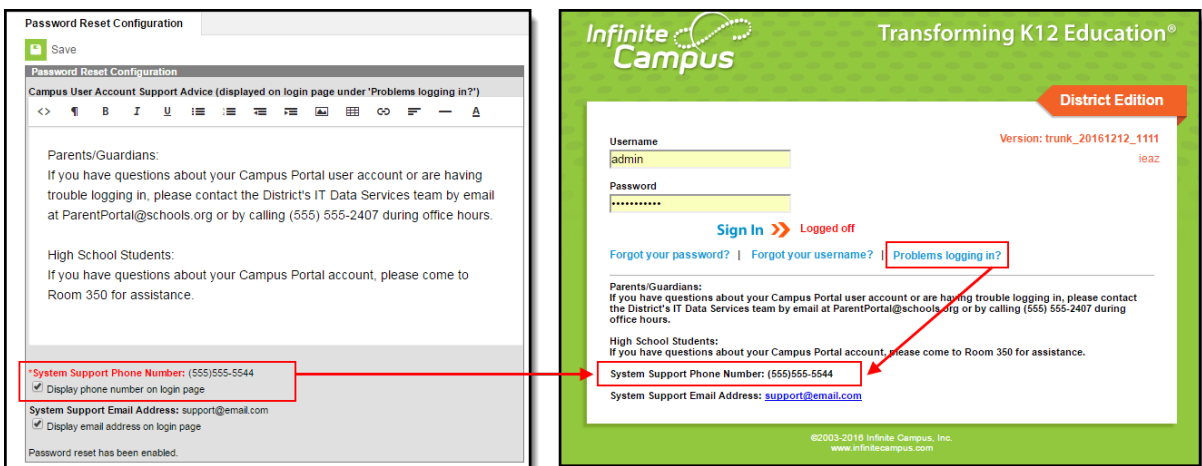 Password Reset Configuration
Save
Password Reset Configuration
Campus User Account Support Advice (displayed on login page under 'Problems logging in?')
<> ¶ B I U A
Parents/Guardians:
If you have questions about your Campus Portal user account or are having
trouble logging in, please contact the District's IT Data Services team by email
at ParentPortal@schools.org or by calling (555) 555-2407 during office hours.
High School Students:
If you have questions about your Campus Portal account, please come to
Room 350 for assistance.
*System Support Phone Number: (555)555-5544
Display phone number on login page
System Support Email Address: support@email.com
Display email address on login page
Password reset has been enabled.
Infinite
Campus
Transforming K12 Education®
District Edition
Username
Version: trunk_20161212_1111
admin
ieaz
Password
•••••••••••
Sign In Logged off
Forgot your password? | Forgot your username? | Problems logging in?
Parents/Guardians:
If you have questions about your Campus Portal user account or are having trouble logging in, please contact
the District's IT Data Services team by email at ParentPortal@schools.org or by calling (555) 555-2407 during
office hours.
High School Students:
If you have questions about your Campus Portal account, please come to Room 350 for assistance.
System Support Phone Number: (555)555-5544
System Support Email Address: support@email.com
©2003-2016 Infinite Campus, Inc.
www.infinitecampus.com